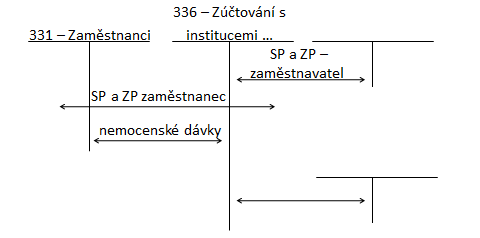 336 – Zúčtování s
331 – Zaměstnanci institucemi ...
SP a ZP –
zaměstnavatel
SP a ZP zaměstnanec
nemocenské dávky